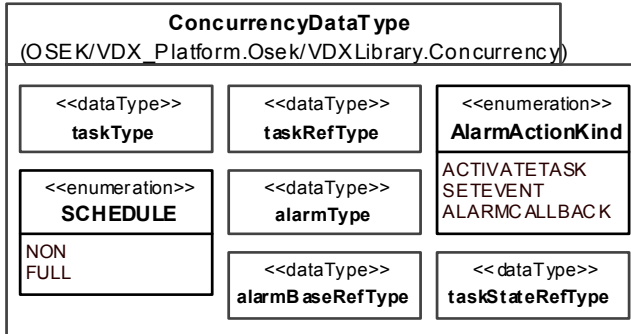 ConcurrencyDataType
(OSEK/VDX_Platform.Osek/VDXLibrary.Concurrency)
<<dataType>>
taskType
<<dataType>>
taskRefType
<<enumeration>>
AlarmActionKind
ACTIVATETASK
SETEVENT
ALARMCALLBACK
<<enumeration>>
SCHEDULE
NON
FULL
<<dataType>>
alarmType
<<dataType>>
alarmBaseRefType
<<dataType>>
taskStateRefType